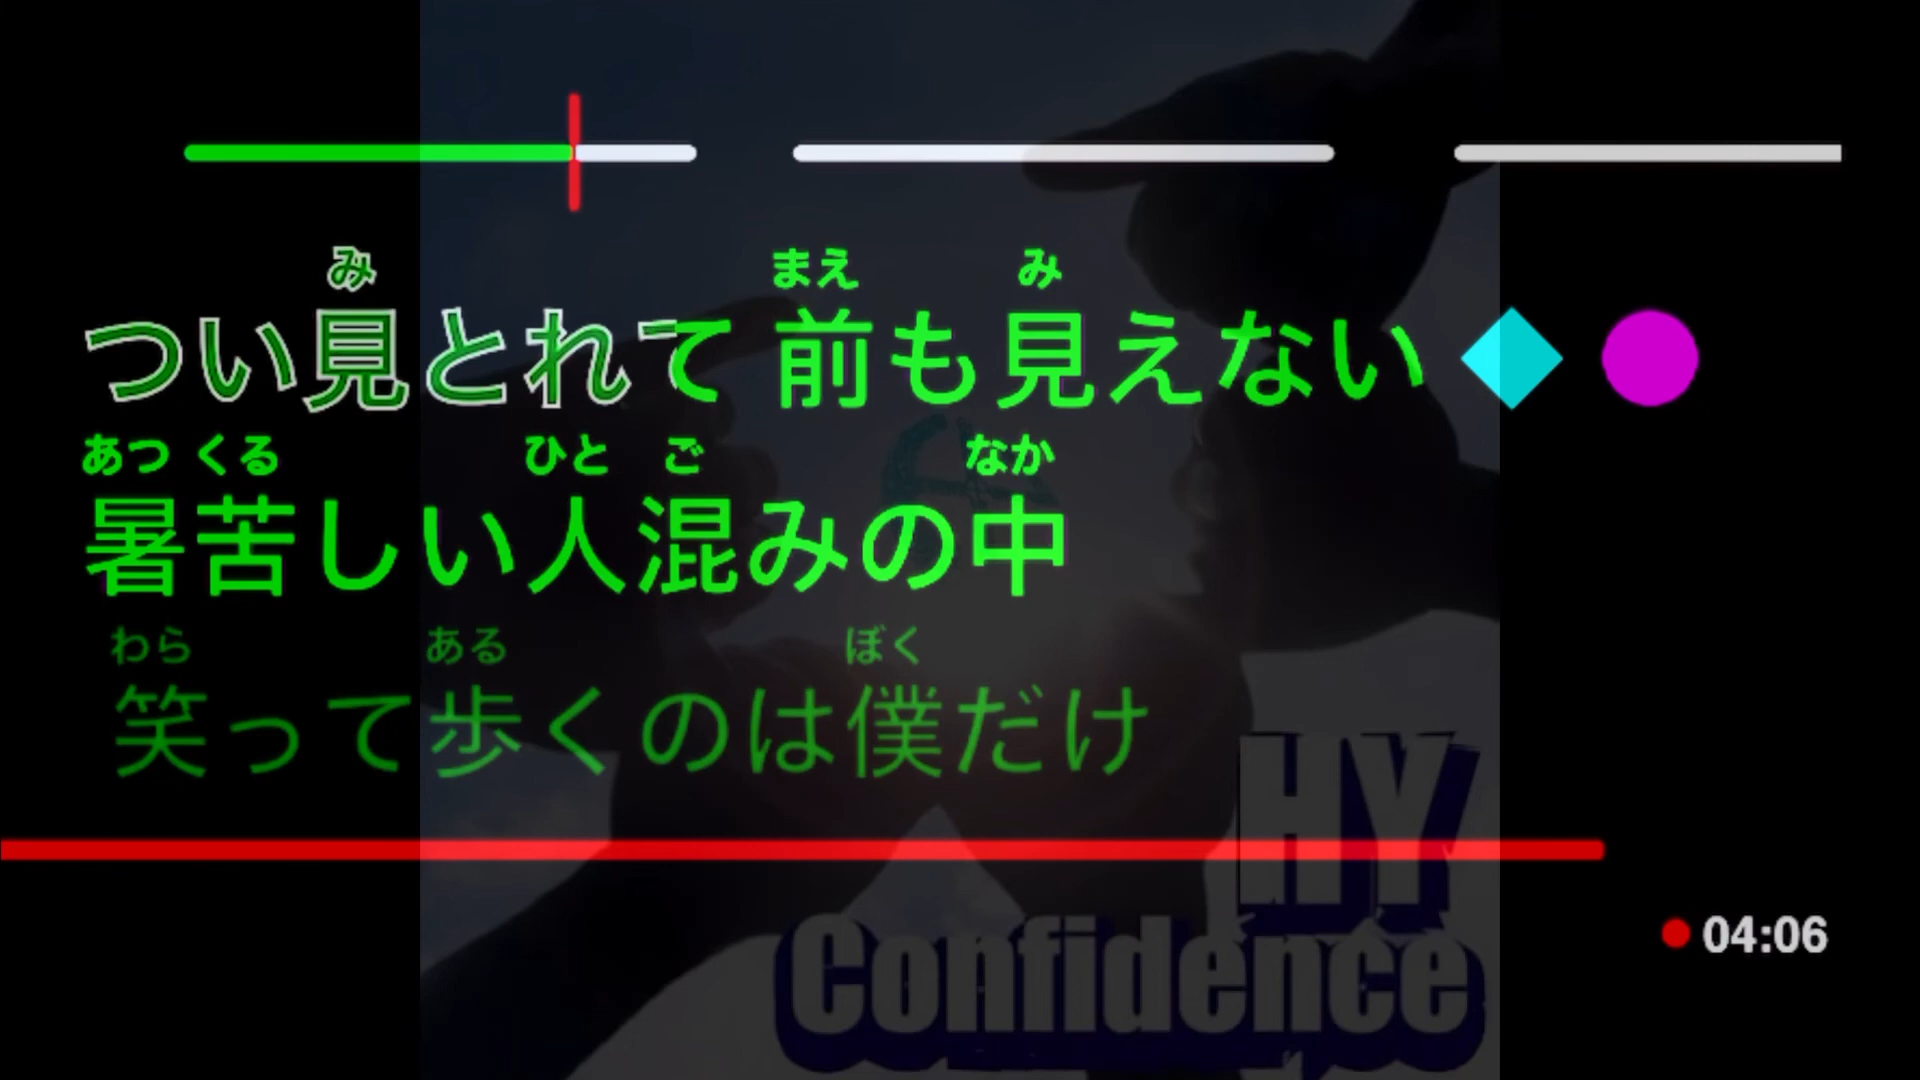 み まえ み
つい見とれて 前も見えない
あつ くる ひと ご なか
暑苦しい人混みの中
わら ある ぼく
笑って歩くのは僕だけ
HY
Confidence
04:06